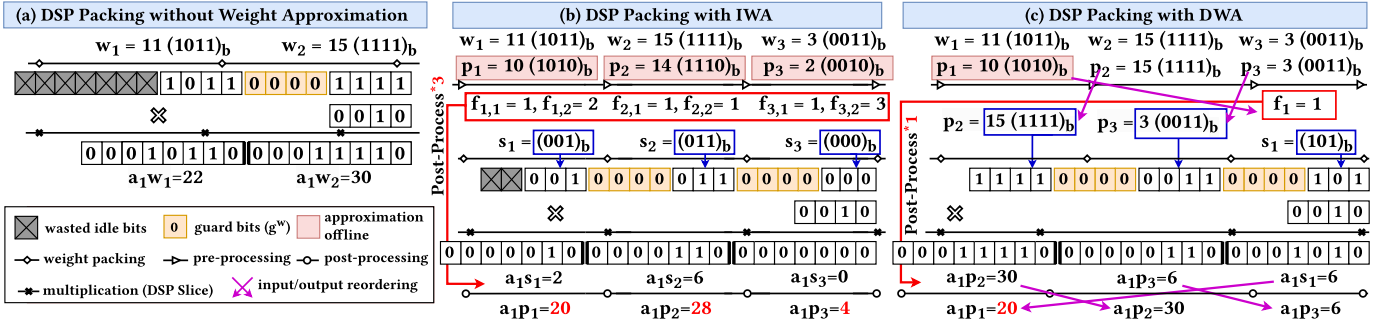 (a) DSP Packing without Weight Approximation
w1 = 11 (1011)b w2 = 15 (1111)b
1 0 1 1 0 0 0 0 1 1 1 1
0 0 1 0
0 0 0 1 0 1 1 0 0 0 0 1 1 1 1 0
a1w1=22 a1w2=30
wasted idle bits
0 guard bits (g^w)
approximation offline
weight packing
pre-processing
post-processing
multiplication (DSP Slice)
input/output reordering
(b) DSP Packing with IWA
w1 = 11 (1011)b w2 = 15 (1111)b w3 = 3 (0011)b
p1 = 10 (1010)b p2 = 14 (1110)b p3 = 2 (0010)b
f1,1 = 1, f1,2 = 2 f2,1 = 1, f2,2 = 1 f3,1 = 1, f3,2 = 3
Post-Process*3
s1 = (001)b s2 = (011)b s3 = (000)b
0 0 1 0 0 0 0 0 1 1 0 0 0 0 0 0 0
0 0 1 0
0 0 0 0 0 1 0 0 0 0 0 1 1 0 0 0 0 0 0 0 0
a1s1=2 a1s2=6 a1s3=0
a1p1=20 a1p2=28 a1p3=4
(c) DSP Packing with DWA
w1 = 11 (1011)b w2 = 15 (1111)b w3 = 3 (0011)b
p1 = 10 (1010)b p2 = 15 (1111)b p3 = 3 (0011)b
f1 = 1
Post-Process*1
p2 = 15 (1111)b p3 = 3 (0011)b s1 = (101)b
1 1 1 1 0 0 0 0 0 0 1 1 0 0 0 0 1 0 1
0 0 1 0
0 0 0 1 1 1 1 0 0 0 0 0 0 1 1 0 0 0 0 0 1 1 0
a1p2=30 a1p3=6 a1s1=6
a1p1=20 a1p2=30 a1p3=6